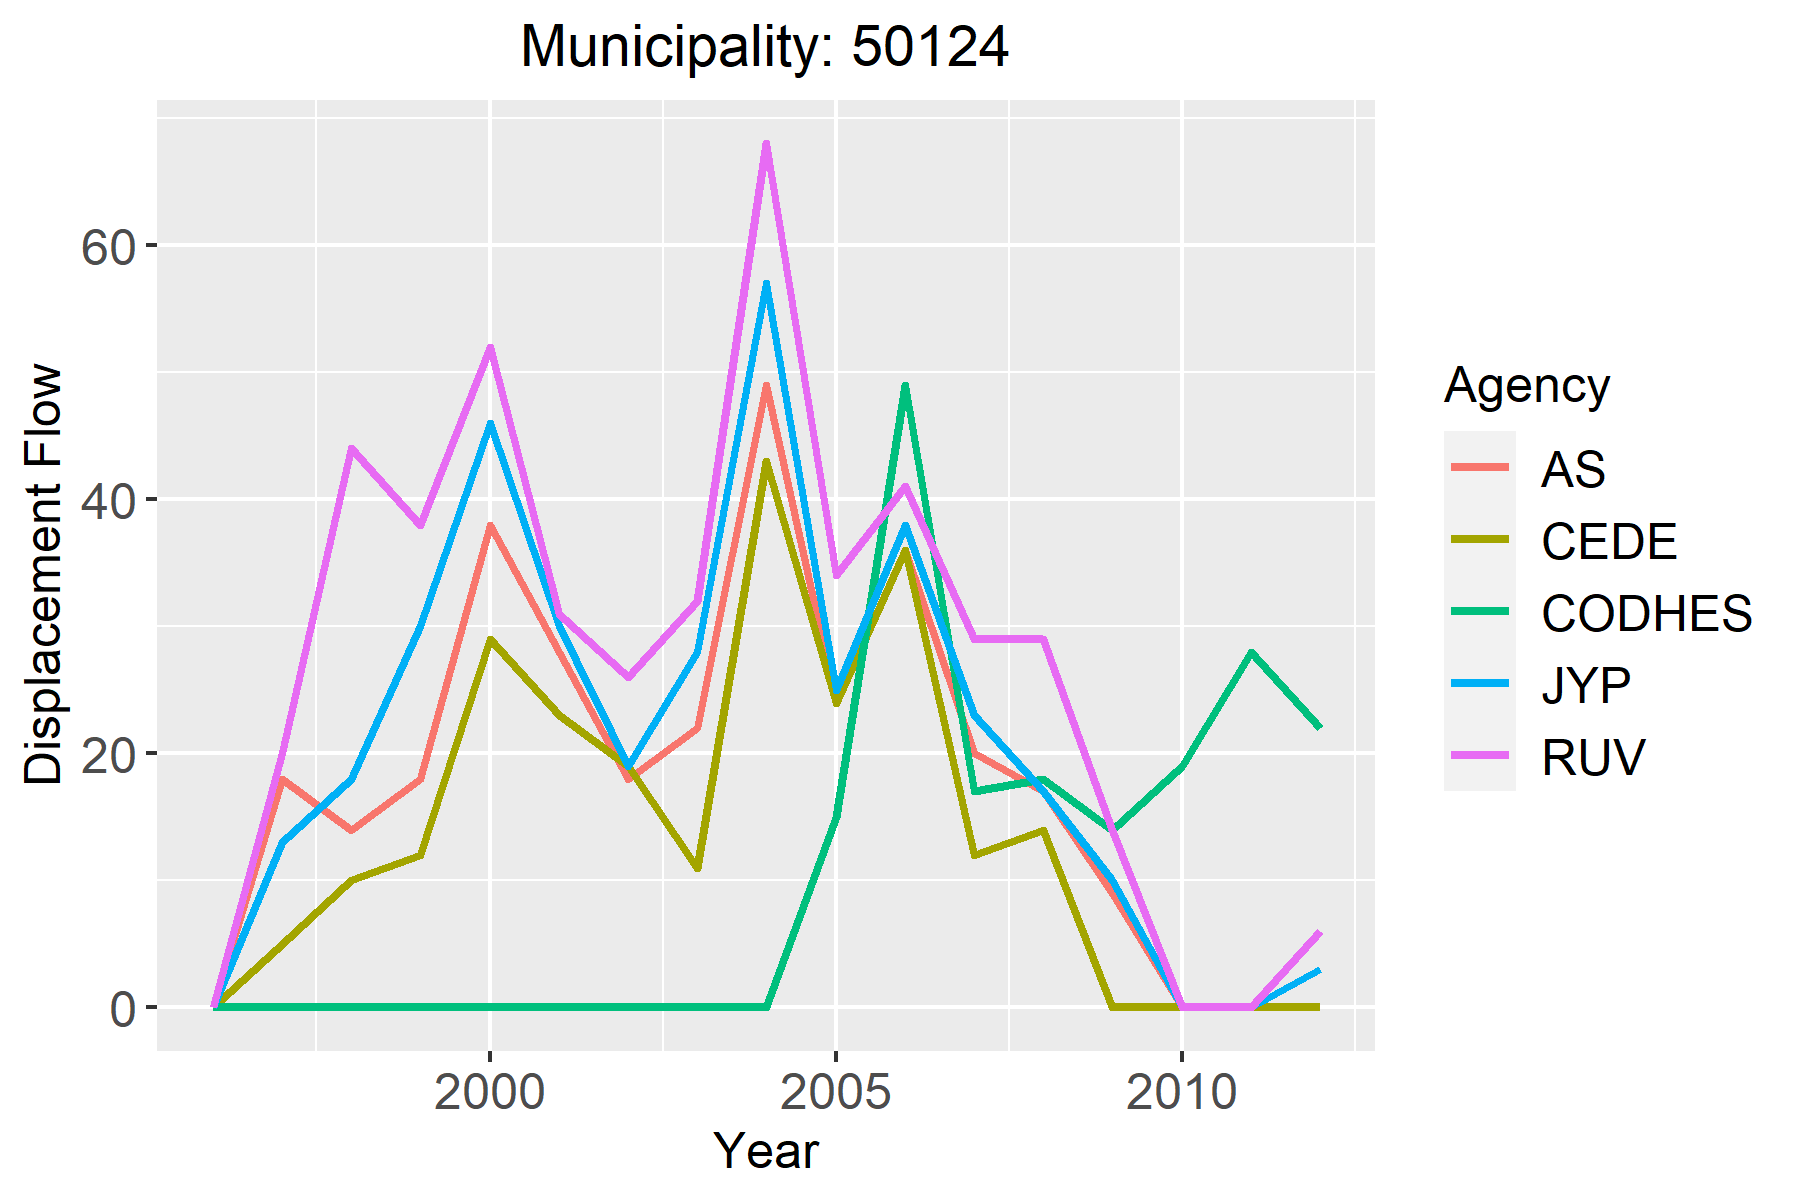 Municipality: 50124
Displacement Flow
60
40
20
0
2000
2005
2010
Year
Agency
AS
CEDE
CODHES
JYP
RUV